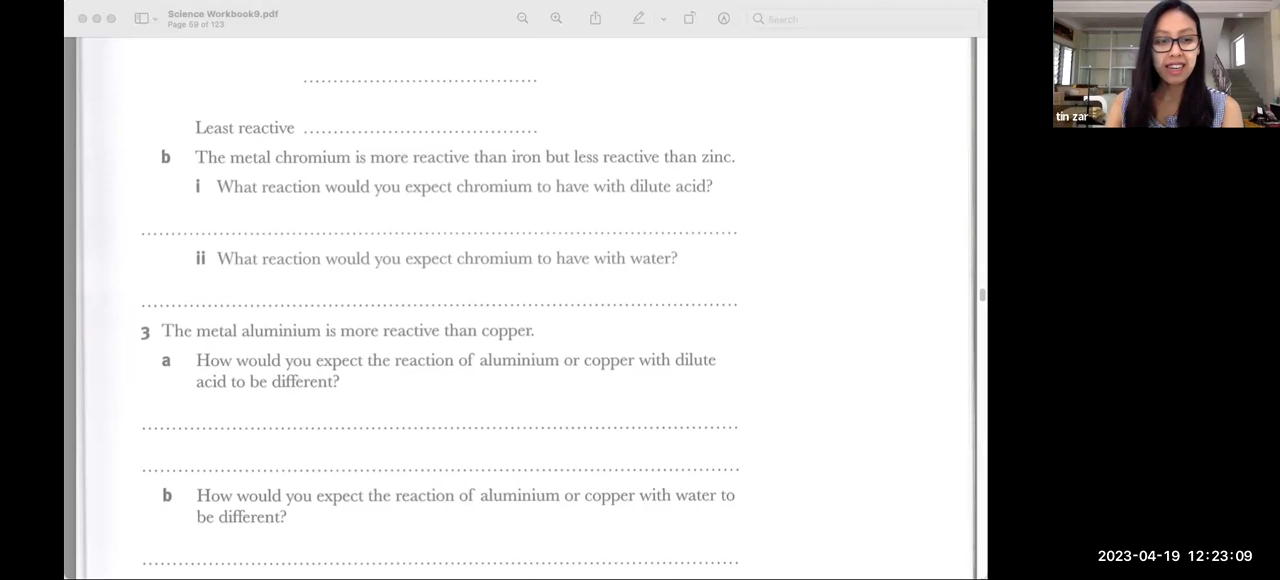 Science Workbook9.pdf
Page 59 of 123
Search
tin zar
........................................
Least reactive ........................................
b The metal chromium is more reactive than iron but less reactive than zinc.
i What reaction would you expect chromium to have with dilute acid?
........................................................................................................
ii What reaction would you expect chromium to have with water?
........................................................................................................
3 The metal aluminium is more reactive than copper.
a How would you expect the reaction of aluminium or copper with dilute
acid to be different?
........................................................................................................
........................................................................................................
b How would you expect the reaction of aluminium or copper with water to
be different?
........................................................................................................
2023-04-19 12:23:09